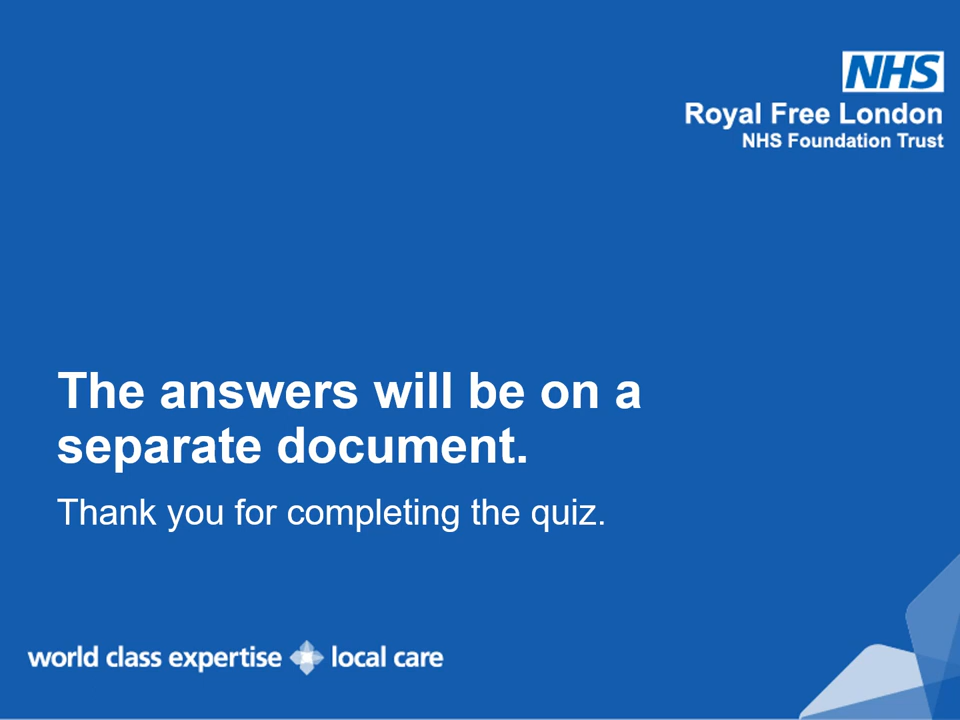 NHS
Royal Free London
NHS Foundation Trust
The answers will be on a
separate document.
Thank you for completing the quiz.
world class expertise local care